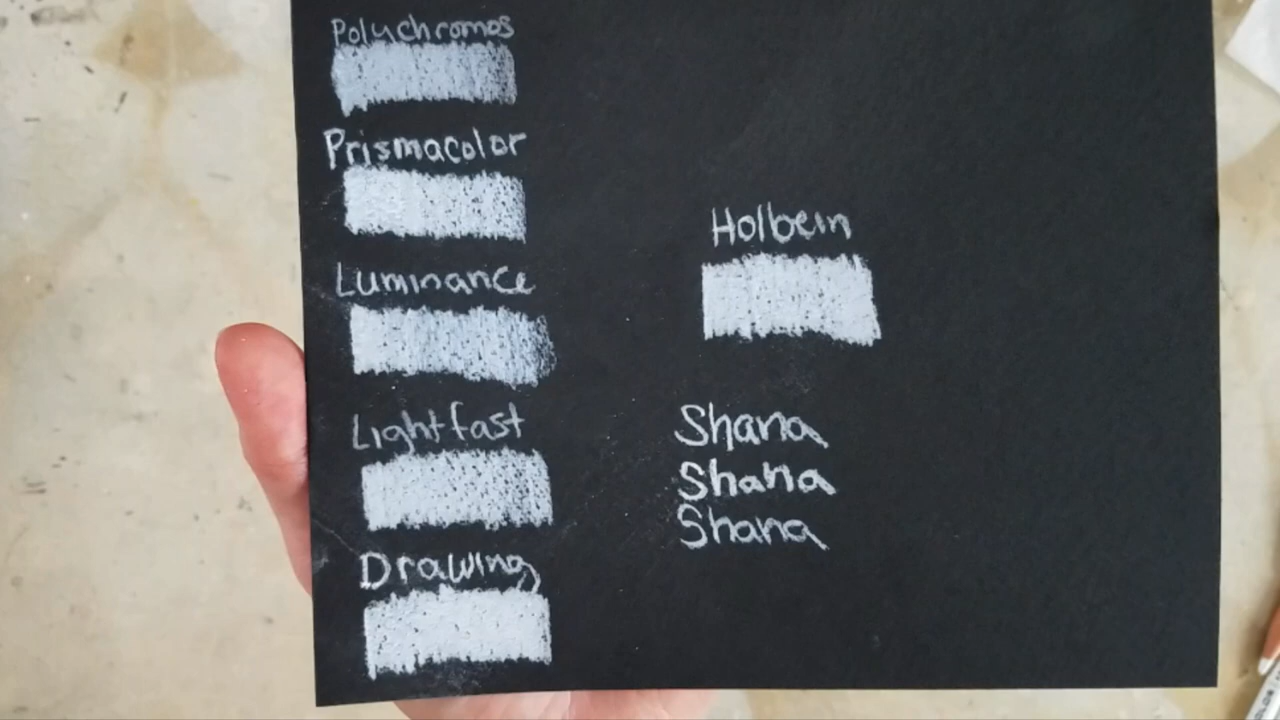 Polychromos
Prismacolor
Luminance
Lightfast
Drawing
Holbein
Shana
Shana
Shana